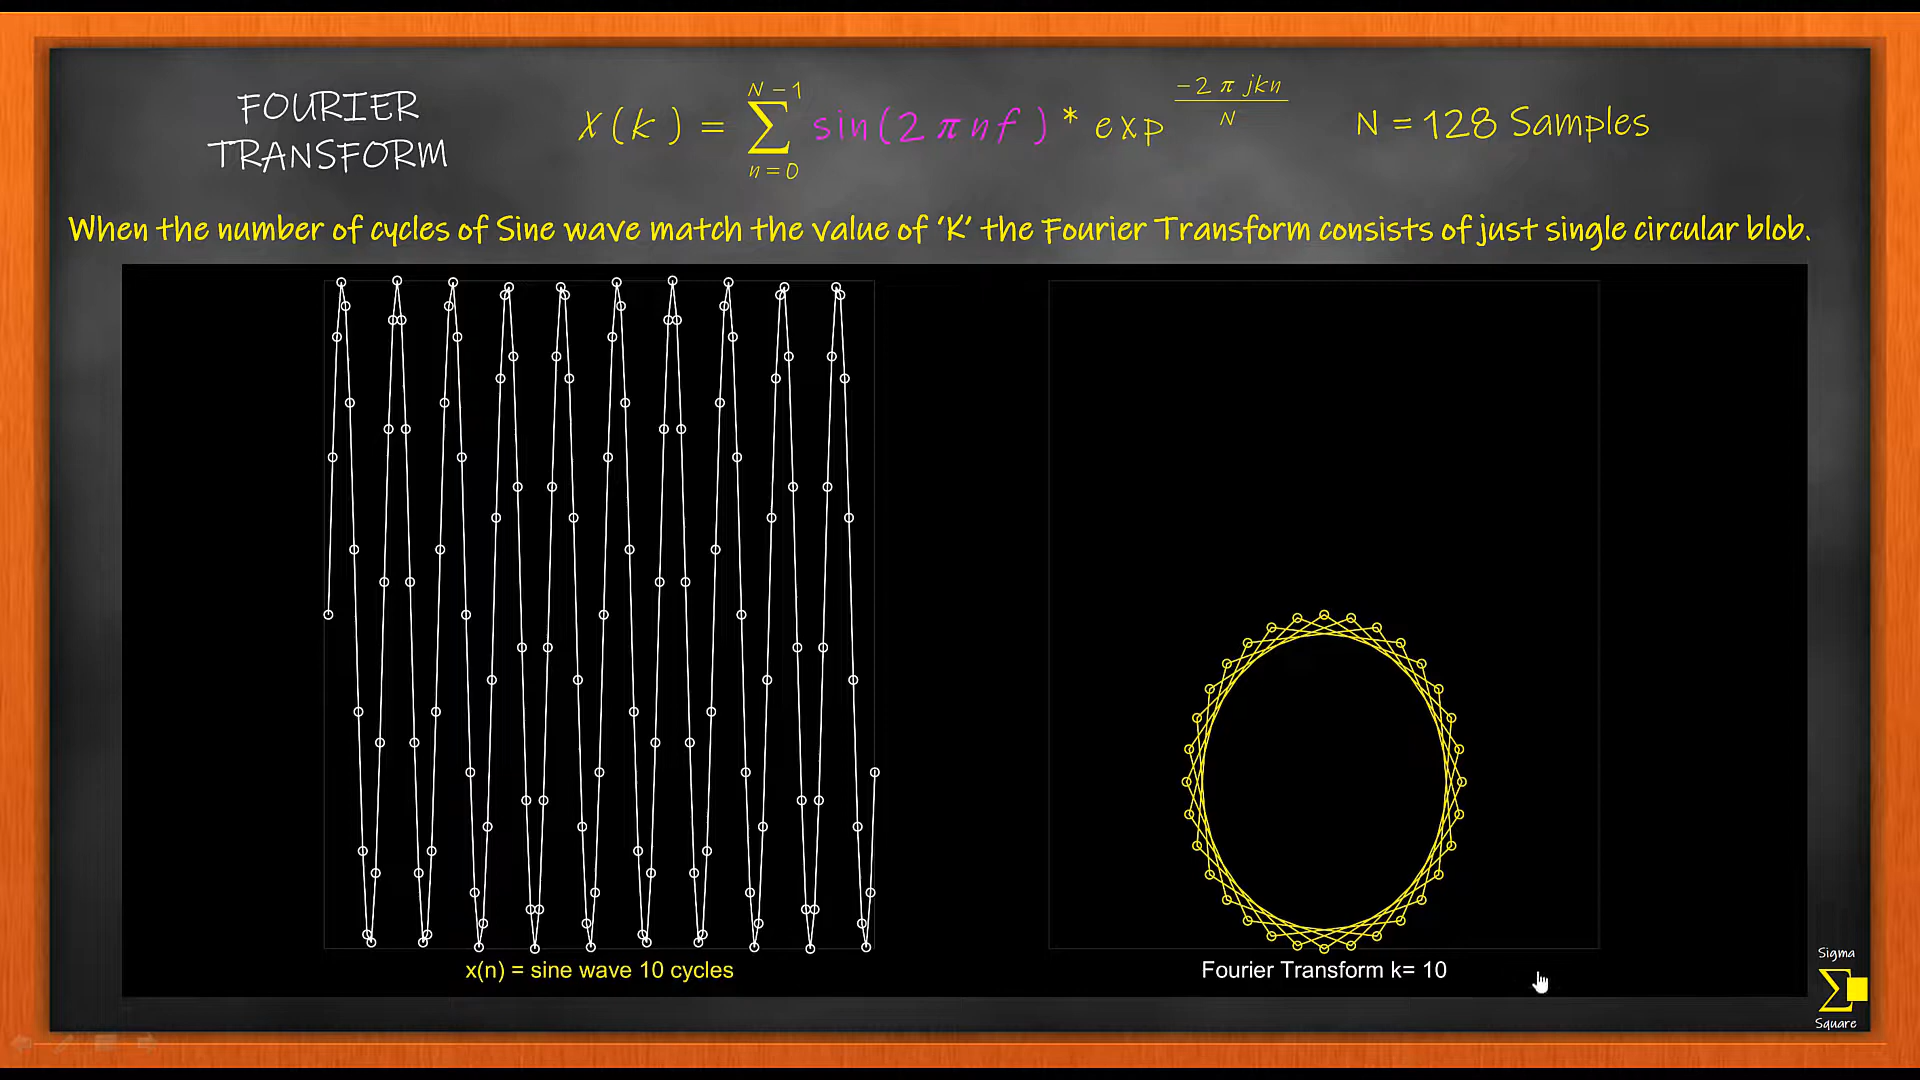 FOURIER
TRANSFORM
X(k) = N-1 ∑ n=0 sin(2πnf) * exp -2πjkn / N
N = 128 Samples
When the number of cycles of Sine wave match the value of ‘K’ the Fourier Transform consists of just single circular blob.
x(n) = sine wave 10 cycles
Fourier Transform k= 10
Sigma
Σ
Square